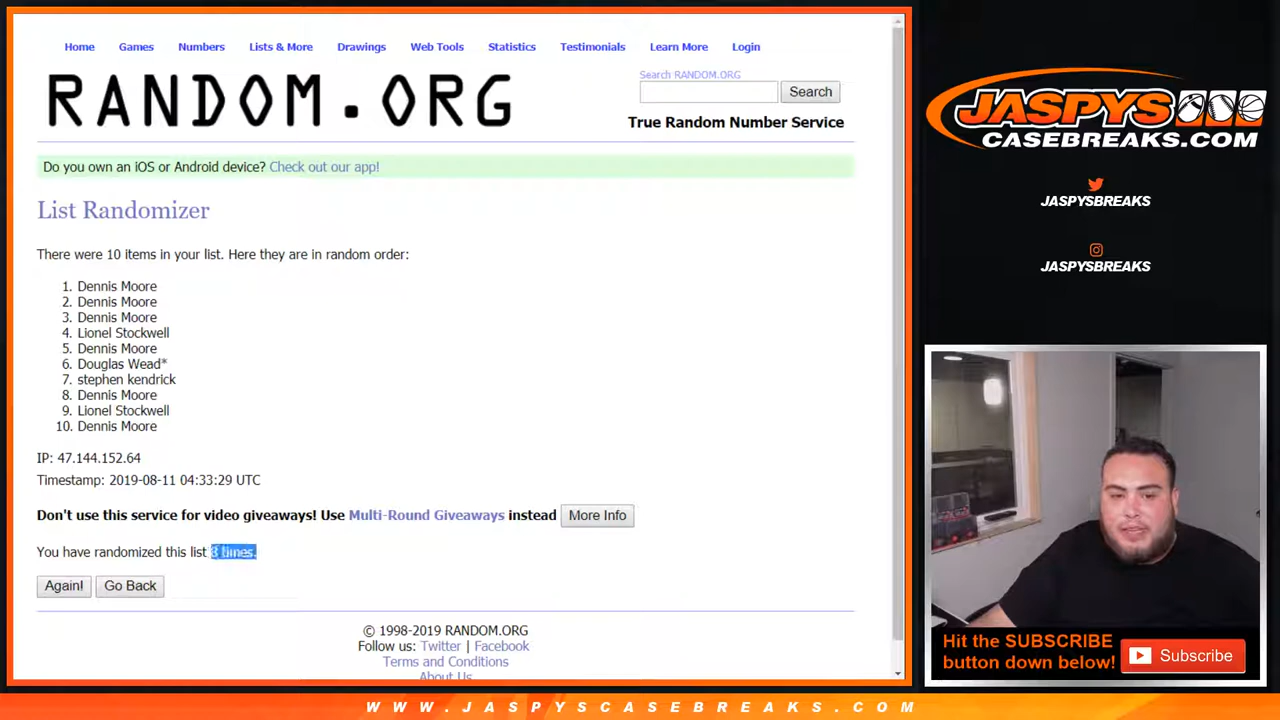 Home Games Numbers Lists & More Drawings Web Tools Statistics Testimonials Learn More Login
RANDOM.ORG
Search RANDOM.ORG
Search
True Random Number Service
Do you own an iOS or Android device? Check out our app!
List Randomizer
There were 10 items in your list. Here they are in random order:
1. Dennis Moore
2. Dennis Moore
3. Dennis Moore
4. Lionel Stockwell
5. Dennis Moore
6. Douglas Wead*
7. stephen kendrick
8. Dennis Moore
9. Lionel Stockwell
10. Dennis Moore
IP: 47.144.152.64
Timestamp: 2019-08-11 04:33:29 UTC
Don't use this service for video giveaways! Use Multi-Round Giveaways instead More Info
You have randomized this list times.
Again! Go Back
© 1998-2019 RANDOM.ORG
Follow us: Twitter | Facebook
Terms and Conditions
About Us
JASPYS
CASEBREAKS.COM
JASPYSBREAKS
JASPYSBREAKS
Hit the SUBSCRIBE
button down below!
Subscribe
WWW.JASPYSCASEBREAKS.COM